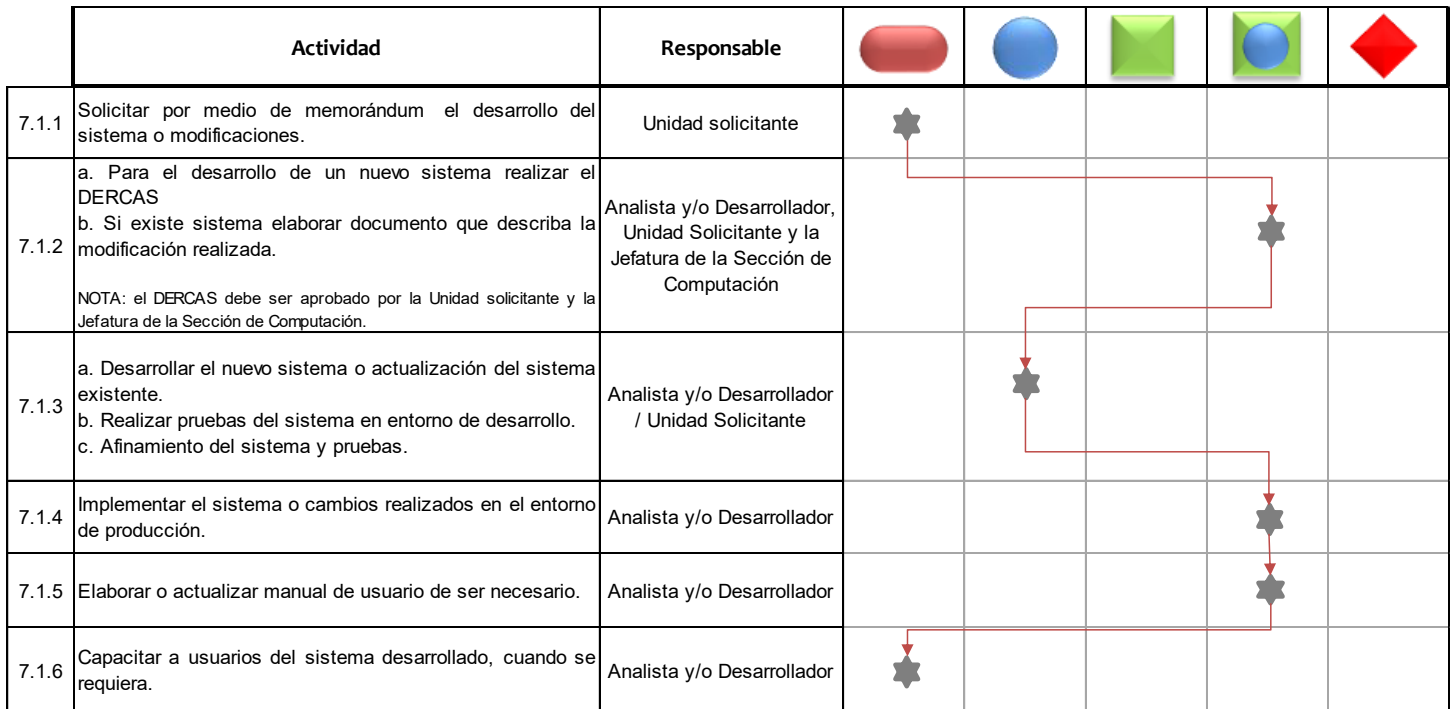 Actividad
Responsable
7.1.1
Solicitar por medio de memorándum el desarrollo del
sistema o modificaciones.
Unidad solicitante
7.1.2
a. Para el desarrollo de un nuevo sistema realizar el
DERCAS
b. Si existe sistema elaborar documento que describa la
modificación realizada.
NOTA: el DERCAS debe ser aprobado por la Unidad solicitante y la
Jefatura de la Sección de Computación.
Analista y/o Desarrollador,
Unidad Solicitante y la
Jefatura de la Sección de
Computación
7.1.3
a. Desarrollar el nuevo sistema o actualización del sistema
existente.
b. Realizar pruebas del sistema en entorno de desarrollo.
c. Afinamiento del sistema y pruebas.
Analista y/o Desarrollador
/ Unidad Solicitante
7.1.4
Implementar el sistema o cambios realizados en el entorno
de producción.
Analista y/o Desarrollador
7.1.5
Elaborar o actualizar manual de usuario de ser necesario.
Analista y/o Desarrollador
7.1.6
Capacitar a usuarios del sistema desarrollado, cuando se
requiera.
Analista y/o Desarrollador